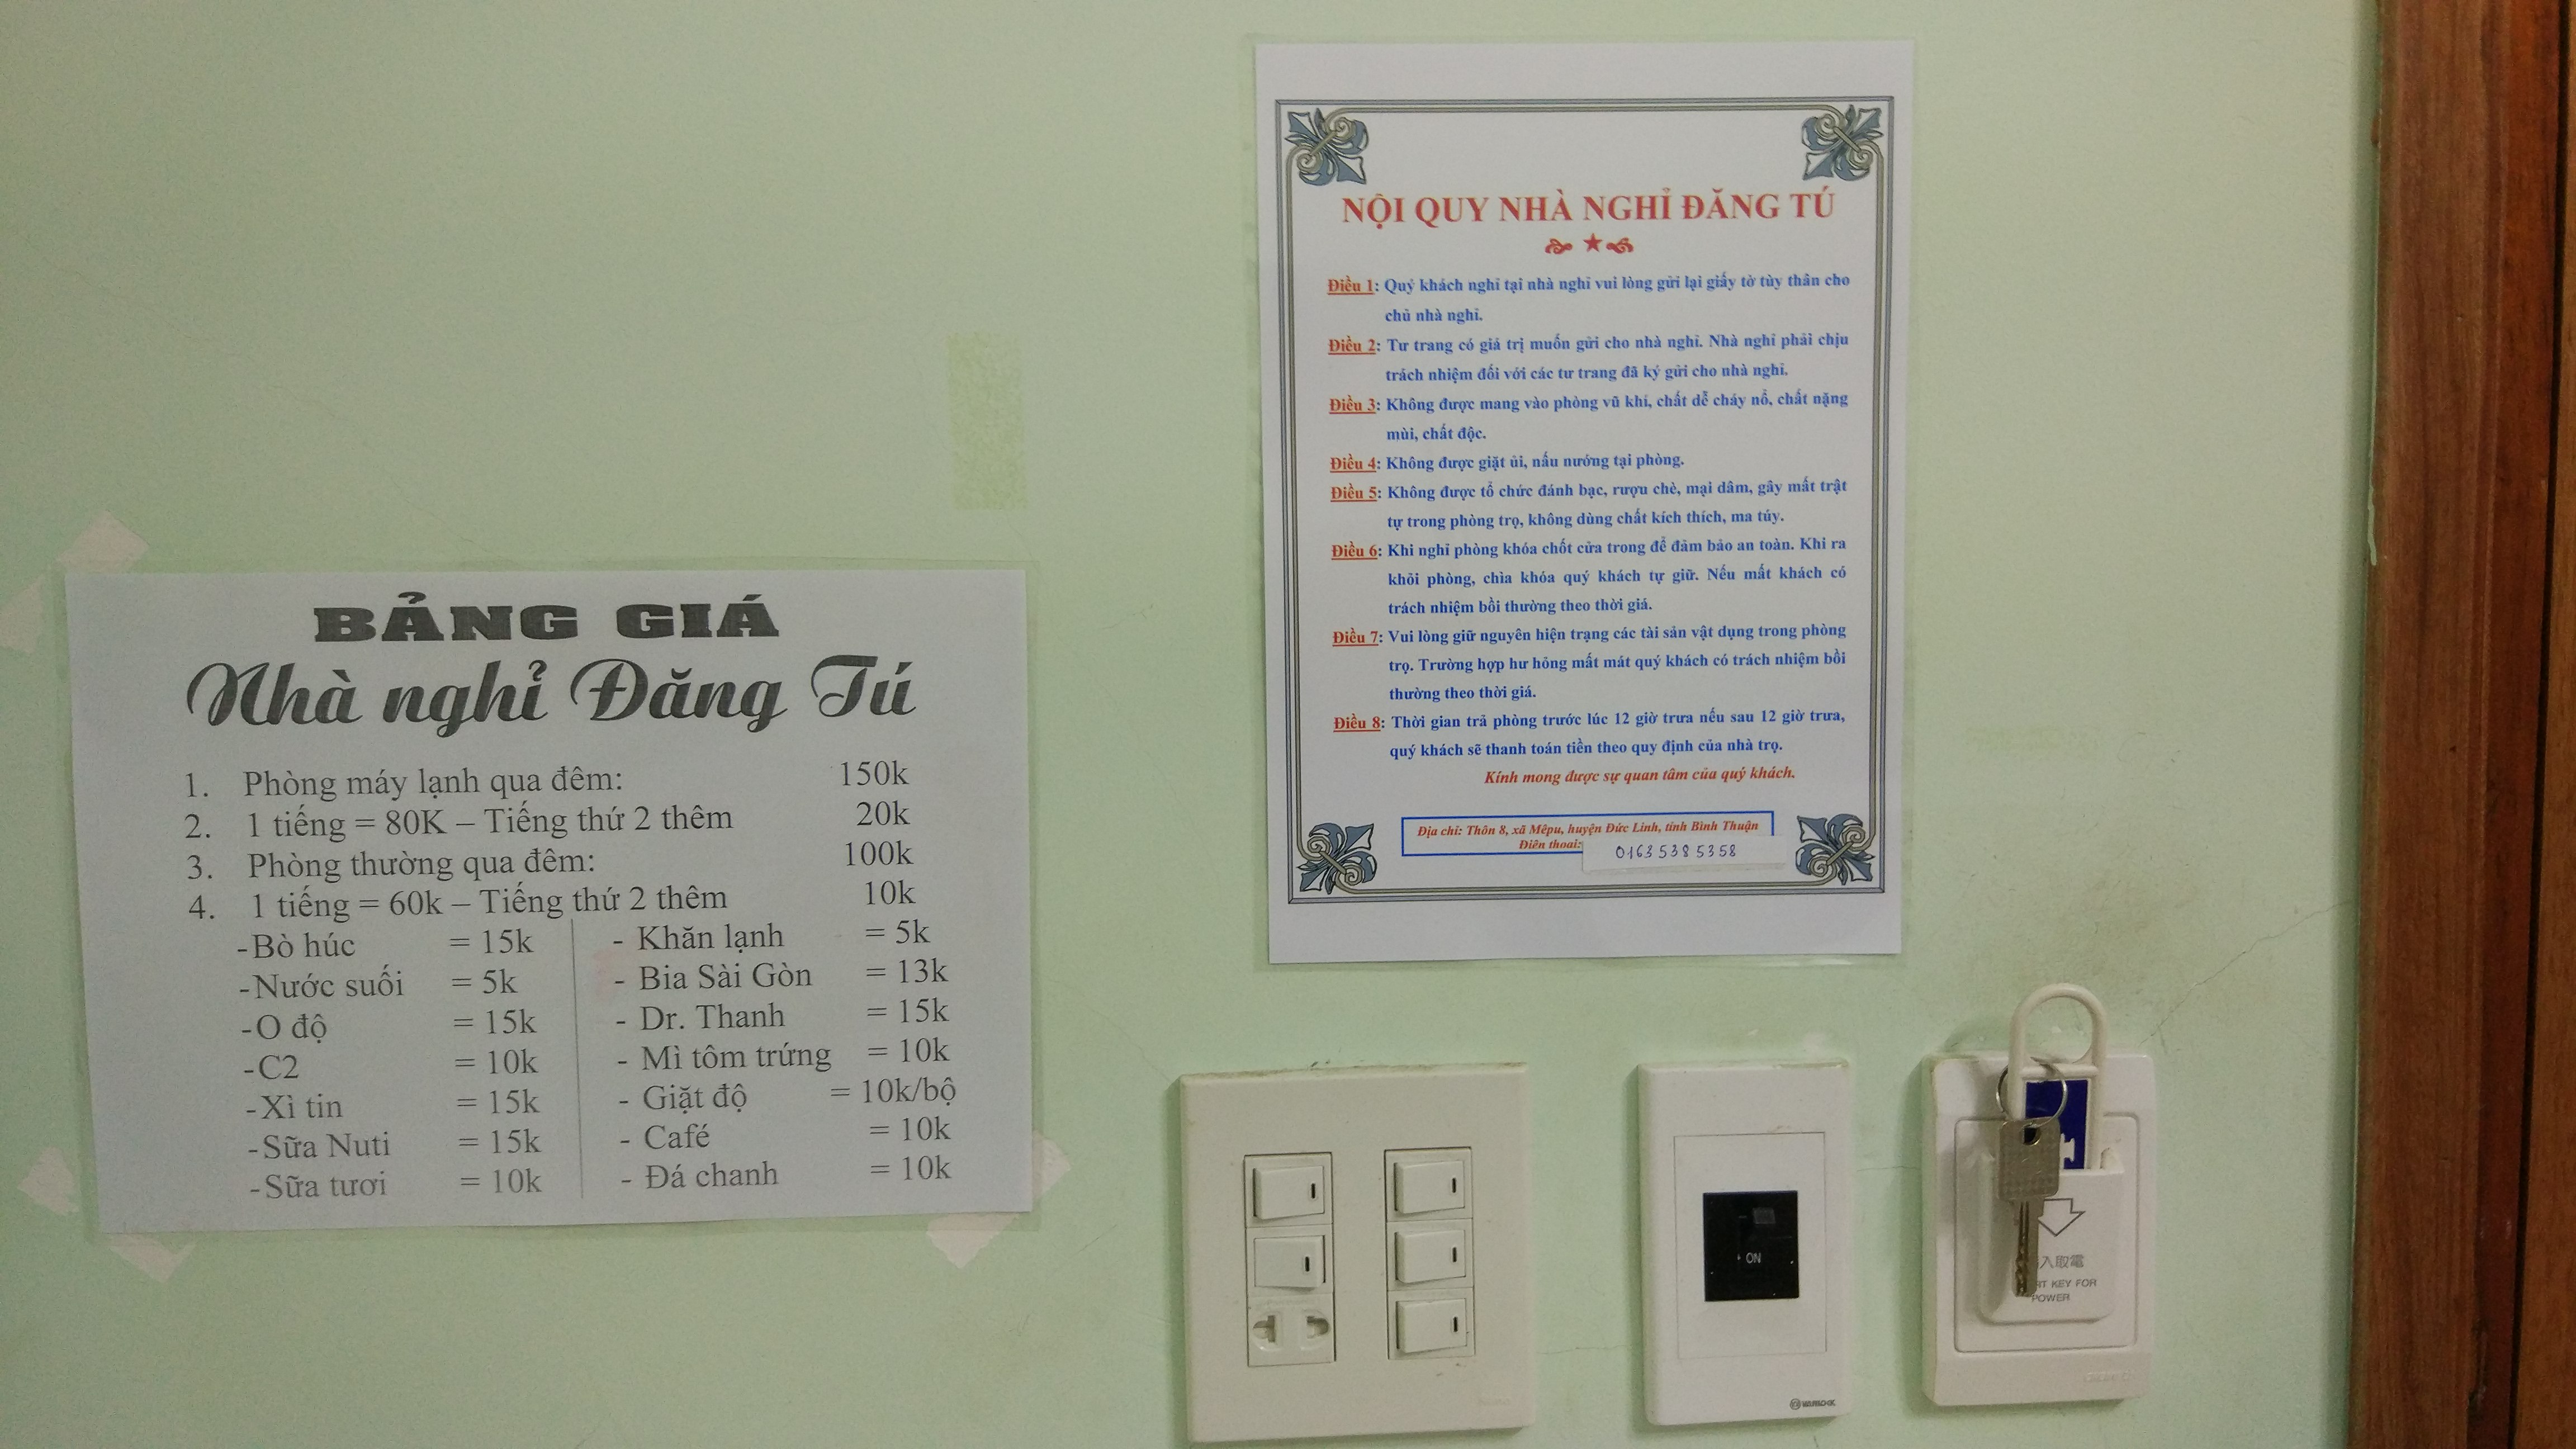 BẢNG GIÁ
Nhà nghỉ Đăng Tú
1. Phòng máy lạnh qua đêm: 150k
2. 1 tiếng = 80K – Tiếng thứ 2 thêm 20k
3. Phòng thường qua đêm: 100k
4. 1 tiếng = 60k – Tiếng thứ 2 thêm 10k
-Bò húc = 15k
-Nước suối = 5k
-O độ = 15k
-C2 = 10k
-Xì tin = 15k
-Sữa Nuti = 15k
-Sữa tươi = 10k
- Khăn lạnh = 5k
- Bia Sài Gòn = 13k
- Dr. Thanh = 15k
- Mì tôm trứng = 10k
- Giặt độ = 10k/bộ
- Café = 10k
- Đá chanh = 10k
NỘI QUY NHÀ NGHỈ ĐĂNG TÚ
Điều 1: Quý khách nghỉ tại nhà nghỉ vui lòng gửi lại giấy tờ tùy thân cho
chủ nhà nghỉ.
Điều 2: Tư trang có giá trị muốn gửi cho nhà nghỉ. Nhà nghỉ phải chịu
trách nhiệm đối với các tư trang đã ký gửi cho nhà nghỉ.
Điều 3: Không được mang vào phòng vũ khí, chất dễ cháy nổ, chất nặng
mùi, chất độc.
Điều 4: Không được giặt ủi, nấu nướng tại phòng.
Điều 5: Không được tổ chức đánh bạc, rượu chè, mại dâm, gây mất trật
tự trong phòng trọ, không dùng chất kích thích, ma túy.
Điều 6: Khi nghỉ phòng khóa chốt cửa trong để đảm bảo an toàn. Khi ra
khỏi phòng, chìa khóa quý khách tự giữ. Nếu mất khách có
trách nhiệm bồi thường theo thời giá.
Điều 7: Vui lòng giữ nguyên hiện trạng các tài sản vật dụng trong phòng
trọ. Trường hợp hư hỏng mất mát quý khách có trách nhiệm bồi
thường theo thời giá.
Điều 8: Thời gian trả phòng trước lúc 12 giờ trưa nếu sau 12 giờ trưa,
quý khách sẽ thanh toán tiền theo quy định của nhà trọ.
Kính mong được sự quan tâm của quý khách.
Địa chỉ: Thôn 8, xã Mêpu, huyện Đức Linh, tỉnh Bình Thuận
Điện thoại: 01635385358
ON
入取電
KEY FOR
POWER